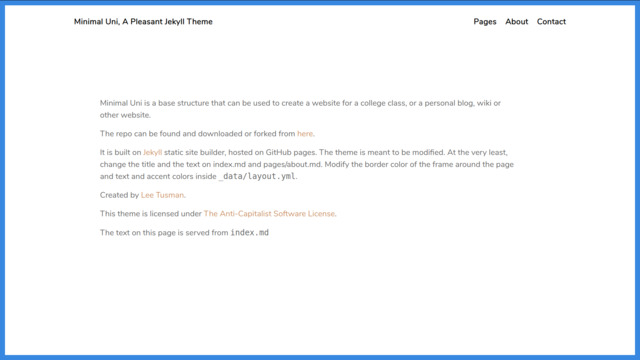 Minimal Uni, A Pleasant Jekyll Theme
Pages About Contact
Minimal Uni is a base structure that can be used to create a website for a college class, or a personal blog, wiki or
other website.
The repo can be found and downloaded or forked from here.
It is built on Jekyll static site builder, hosted on GitHub pages. The theme is meant to be modified. At the very least,
change the title and the text on index.md and pages/about.md. Modify the border color of the frame around the page
and text and accent colors inside _data/layout.yml.
Created by Lee Tusman.
This theme is licensed under The Anti-Capitalist Software License.
The text on this page is served from index.md